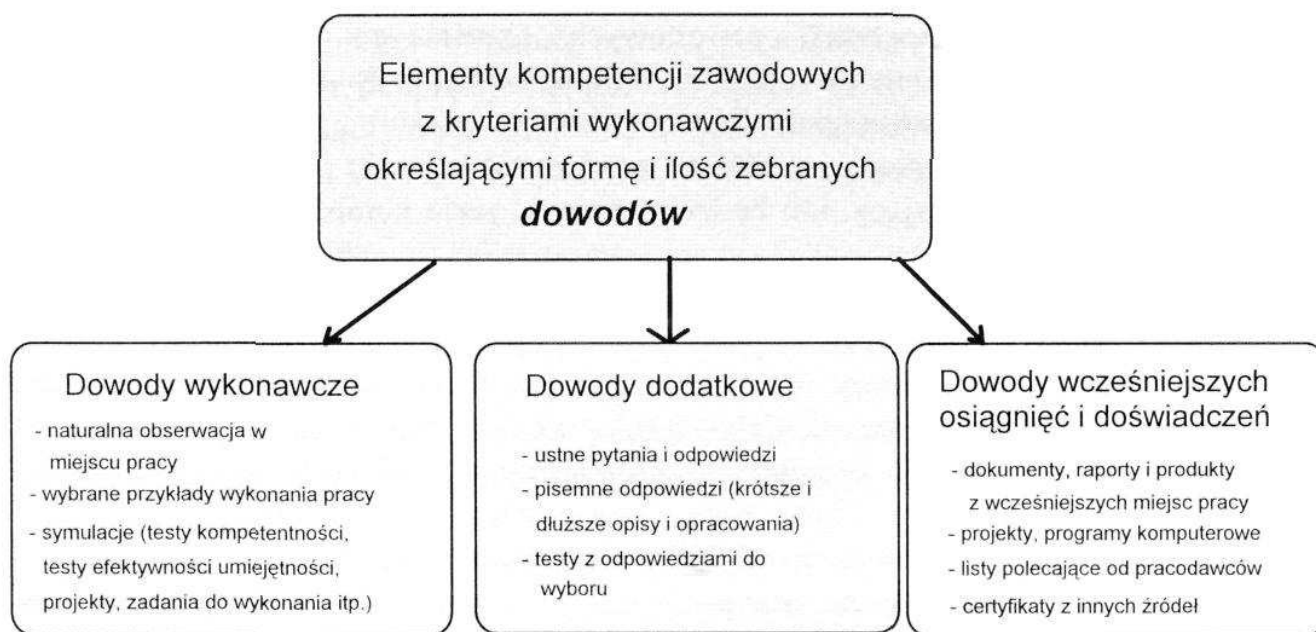 Elementy kompetencji zawodowych
z kryteriami wykonawczymi
określającymi formę i ilość zebranych
dowodów
Dowody wykonawcze
- naturalna obserwacja w
miejscu pracy
- wybrane przykłady wykonania pracy
- symulacje (testy kompetentności,
testy efektywności umiejętności,
projekty, zadania do wykonania itp.)
Dowody dodatkowe
- ustne pytania i odpowiedzi
- pisemne odpowiedzi (krótsze i
dłuższe opisy i opracowania)
- testy z odpowiedziami do
wyboru
Dowody wcześniejszych
osiągnięć i doświadczeń
- dokumenty, raporty i produkty
z wcześniejszych miejsc pracy
- projekty, programy komputerowe
- listy polecające od pracodawców
- certyfikaty z innych źródeł